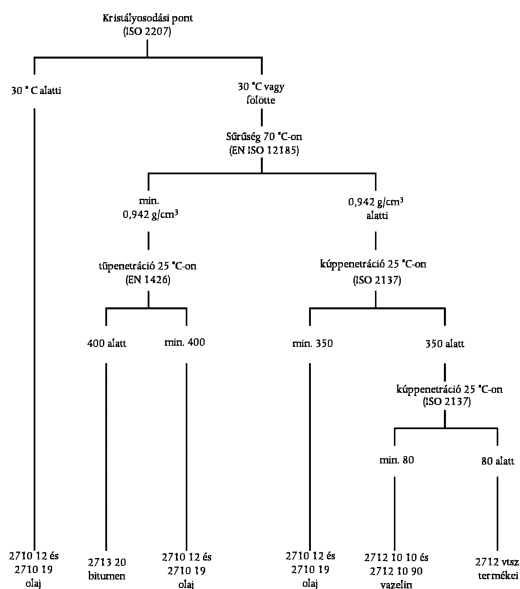 Kristályosodási pont
(ISO 2207)
30 °C alatti
30 °C vagy
fölötte
Sűrűség 70 °C-on
(EN ISO 12185)
min.
0,942 g/cm³
0,942 g/cm³
alatti
tűpenetráció 25 °C-on
(EN 1426)
kúppenetráció 25 °C-on
(ISO 2137)
400 alatt
min. 400
min. 350
350 alatt
kúppenetráció 25 °C-on
(ISO 2137)
min. 80
80 alatt
2710 12 és
2710 19
olaj
2713 20
bitumen
2710 12 és
2710 19
olaj
2710 12 és
2710 19
olaj
2712 10 10 és
2712 10 90
vazelin
2712 vtsz
termékei